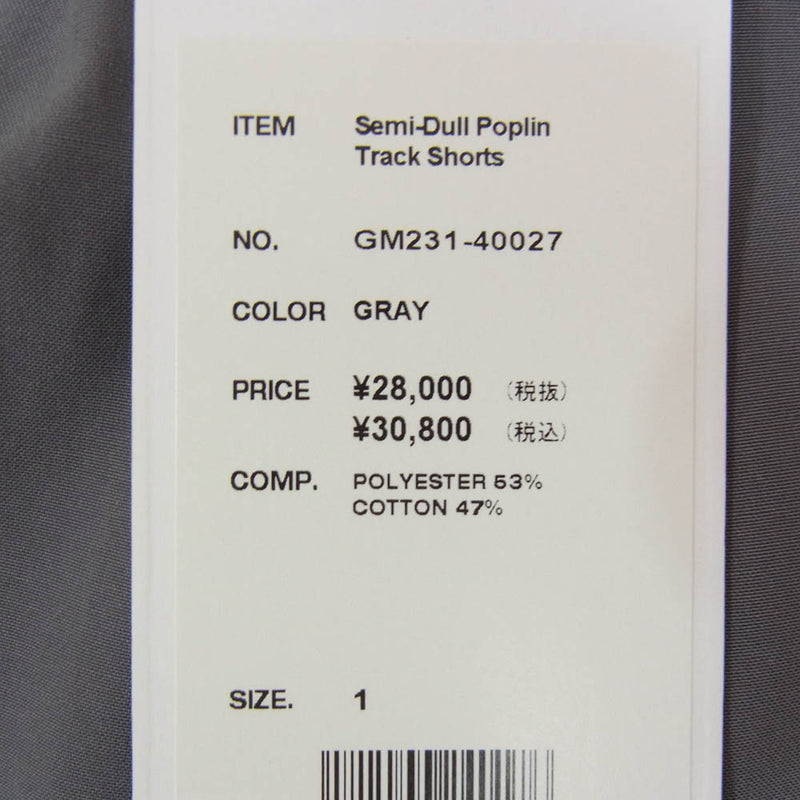 ITEM Semi-Dull Poplin
Track Shorts
NO. GM231-40027
COLOR GRAY
PRICE ¥28,000 (税抜)
¥30,800 (税込)
COMP. POLYESTER 53%
COTTON 47%
SIZE. 1